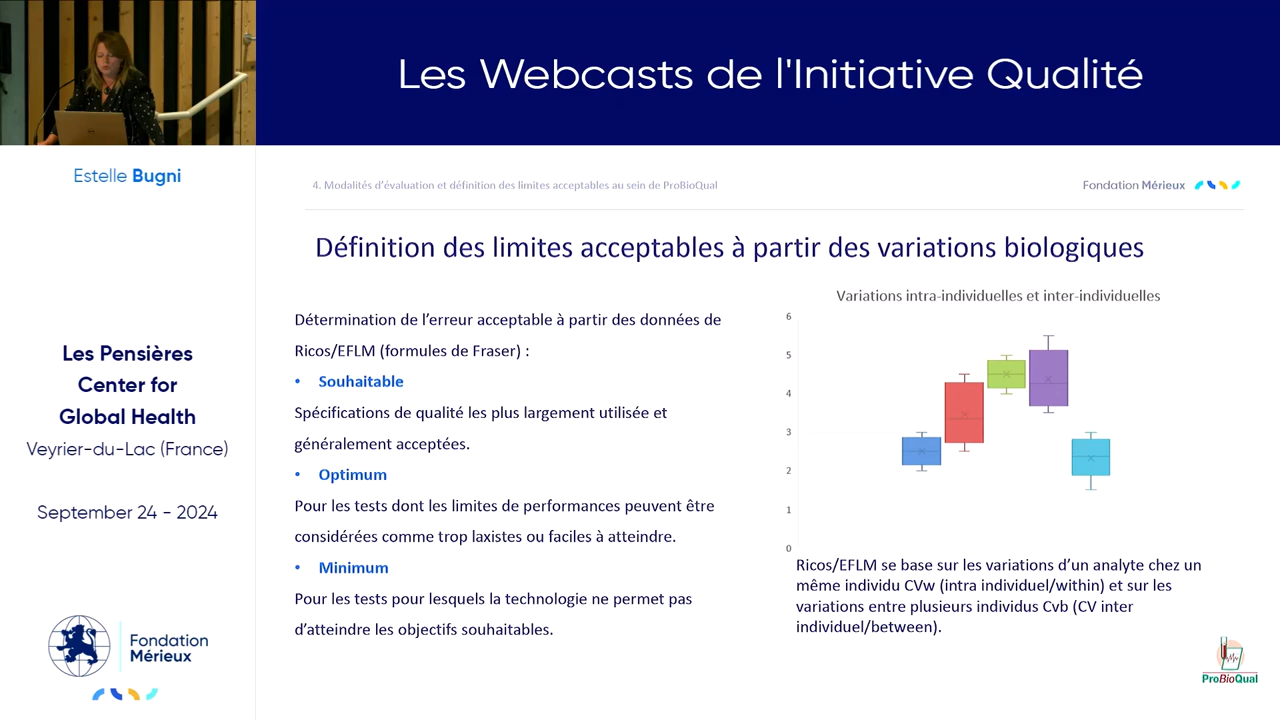 Les Webcasts de l'Initiative Qualité
Estelle Bugni
Les Pensières
Center for
Global Health
Veyrier-du-Lac (France)
September 24 - 2024
Fondation
Mérieux
4. Modalités d'évaluation et définition des limites acceptables au sein de ProBioQual
Fondation Mérieux
Définition des limites acceptables à partir des variations biologiques
Détermination de l'erreur acceptable à partir des données de
Ricos/EFLM (formules de Fraser) :
• Souhaitable
Spécifications de qualité les plus largement utilisée et
généralement acceptées.
• Optimum
Pour les tests dont les limites de performances peuvent être
considérées comme trop laxistes ou faciles à atteindre.
• Minimum
Pour les tests pour lesquels la technologie ne permet pas
d'atteindre les objectifs souhaitables.
Variations intra-individuelles et inter-individuelles
6
5
4
3
2
1
0
Ricos/EFLM se base sur les variations d'un analyte chez un
même individu CVw (intra individuel/within) et sur les
variations entre plusieurs individus Cvb (CV inter
individuel/between).
ProBioQual